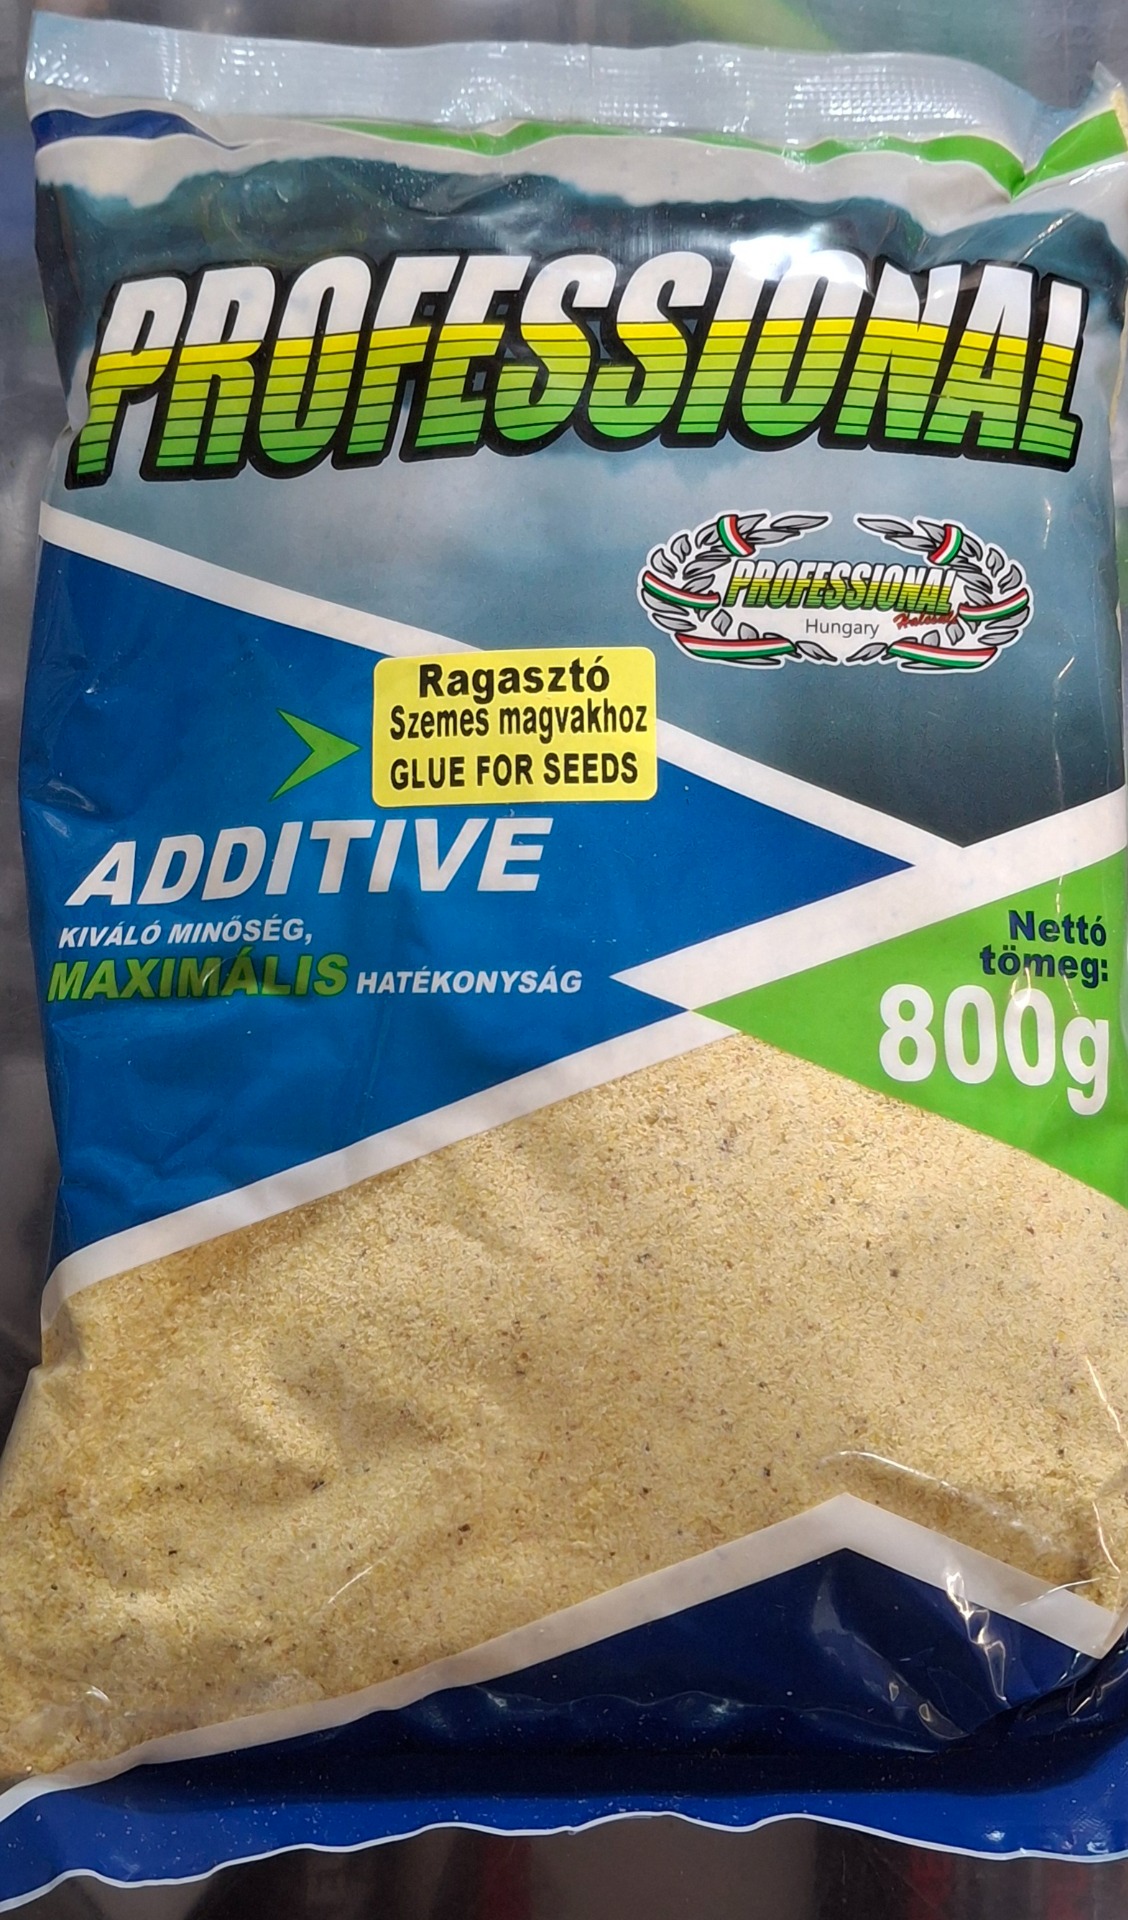 PROFESSIONAL
PROFESSIONAL
Hungary
Ragasztó
Szemes magvakhoz
GLUE FOR SEEDS
ADDITIVE
KIVÁLÓ MINŐSÉG,
MAXIMÁLIS HATÉKONYSÁG
Nettó
tömeg:
800g